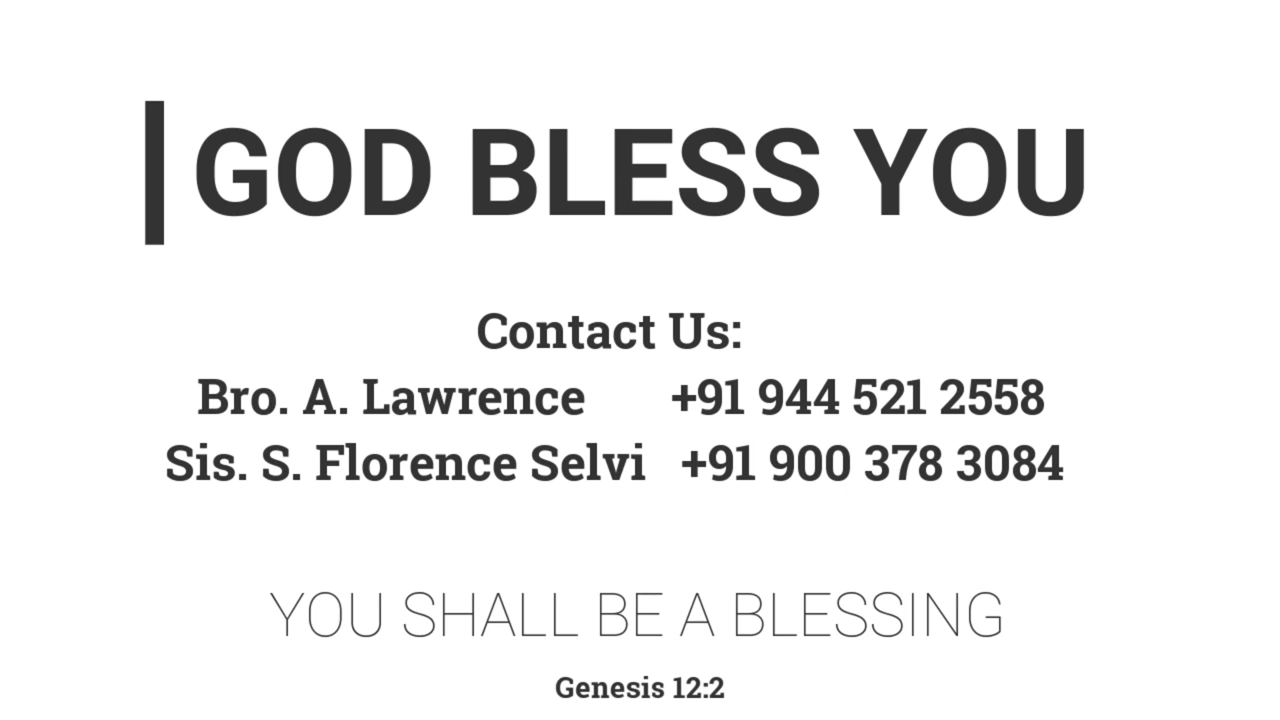 GOD BLESS YOU
Contact Us:
Bro. A. Lawrence +91 944 521 2558
Sis. S. Florence Selvi +91 900 378 3084
YOU SHALL BE A BLESSING
Genesis 12:2